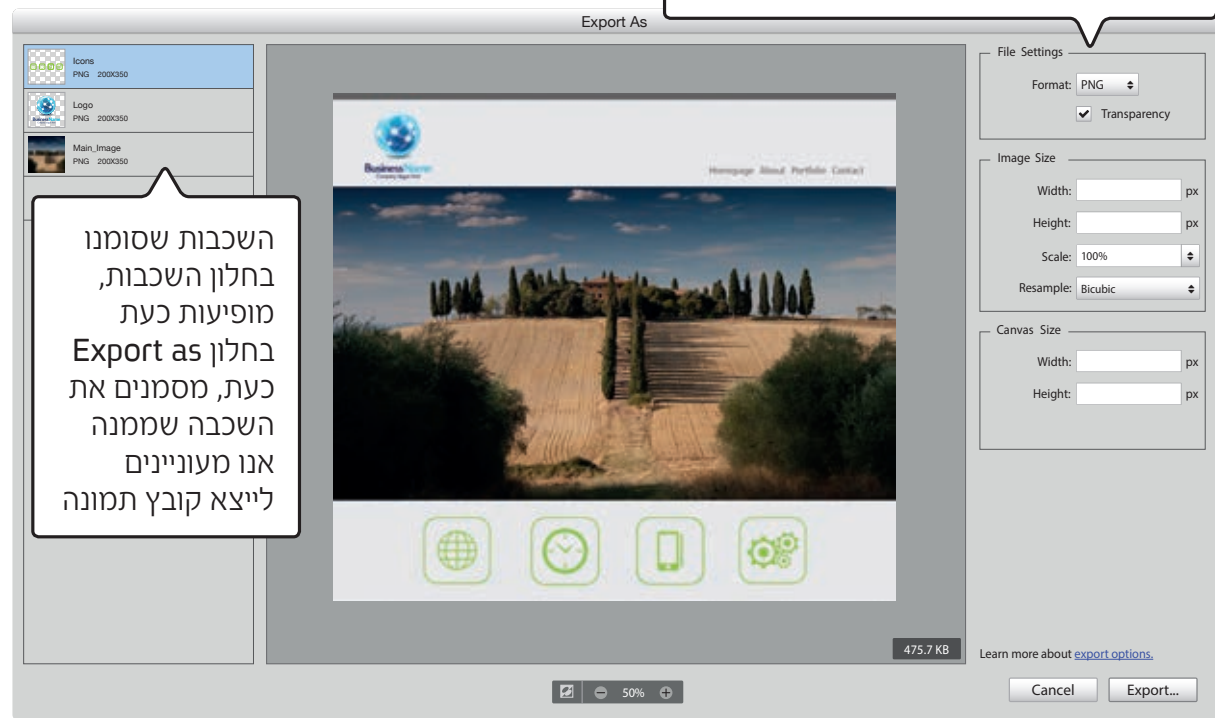 Export As
Icons
PNG 200X350
Logo
PNG 200X350
Main_Image
PNG 200X350
השכבות שסומנו
בחלון השכבות,
מופיעות כעת
בחלון Export as
כעת, מסמנים את
השכבה שממנה
אנו מעוניינים
לייצא קובץ תמונה
BusinessName
Homepage About Portfolio Contact
475.7 KB
50%
File Settings
Format: PNG
Transparency
Image Size
Width: px
Height: px
Scale: 100%
Resample: Bicubic
Canvas Size
Width: px
Height: px
Learn more about export options.
Cancel Export...